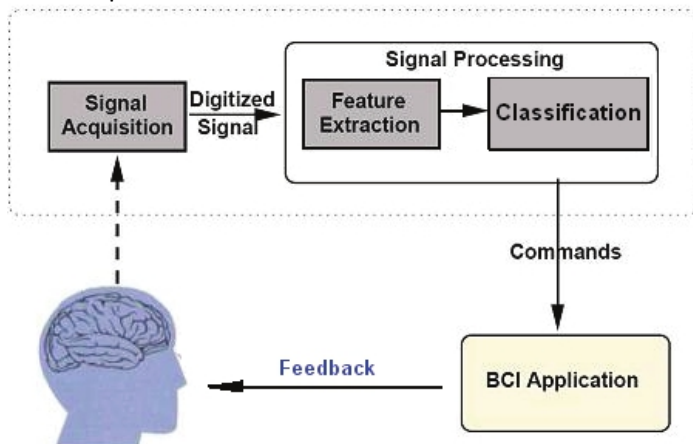 Signal Processing
Signal
Acquisition
Digitized
Signal
Feature
Extraction
Classification
Commands
Feedback
BCI Application